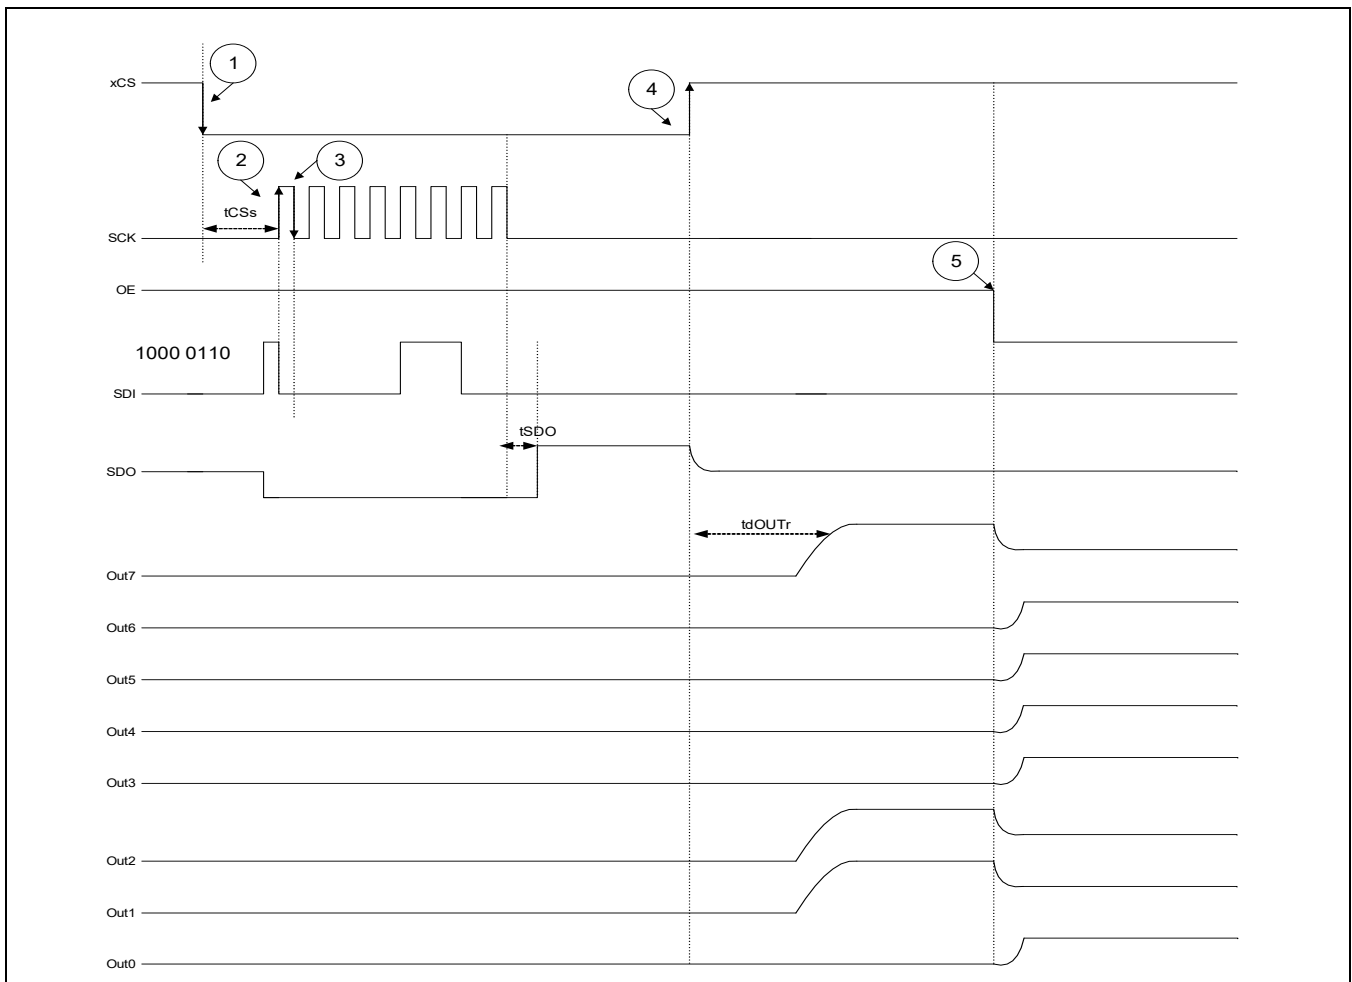 1
xCS
4
2
3
tCSs
SCK
5
OE
1000 0110
SDI
tSDO
SDO
tdOUTr
Out7
Out6
Out5
Out4
Out3
Out2
Out1
Out0